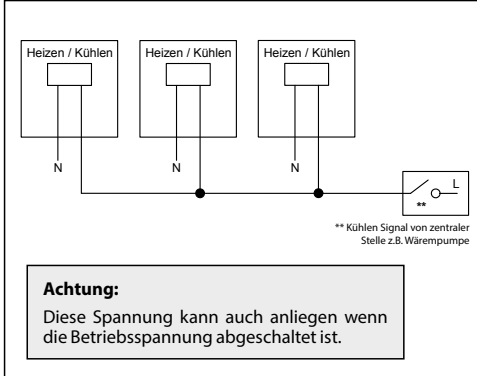 Heizen / Kühlen
Heizen / Kühlen
Heizen / Kühlen
N
N
N
L
**
** Kühlen Signal von zentraler
Stelle z.B. Wärempumpe
Achtung:
Diese Spannung kann auch anliegen wenn
die Betriebsspannung abgeschaltet ist.